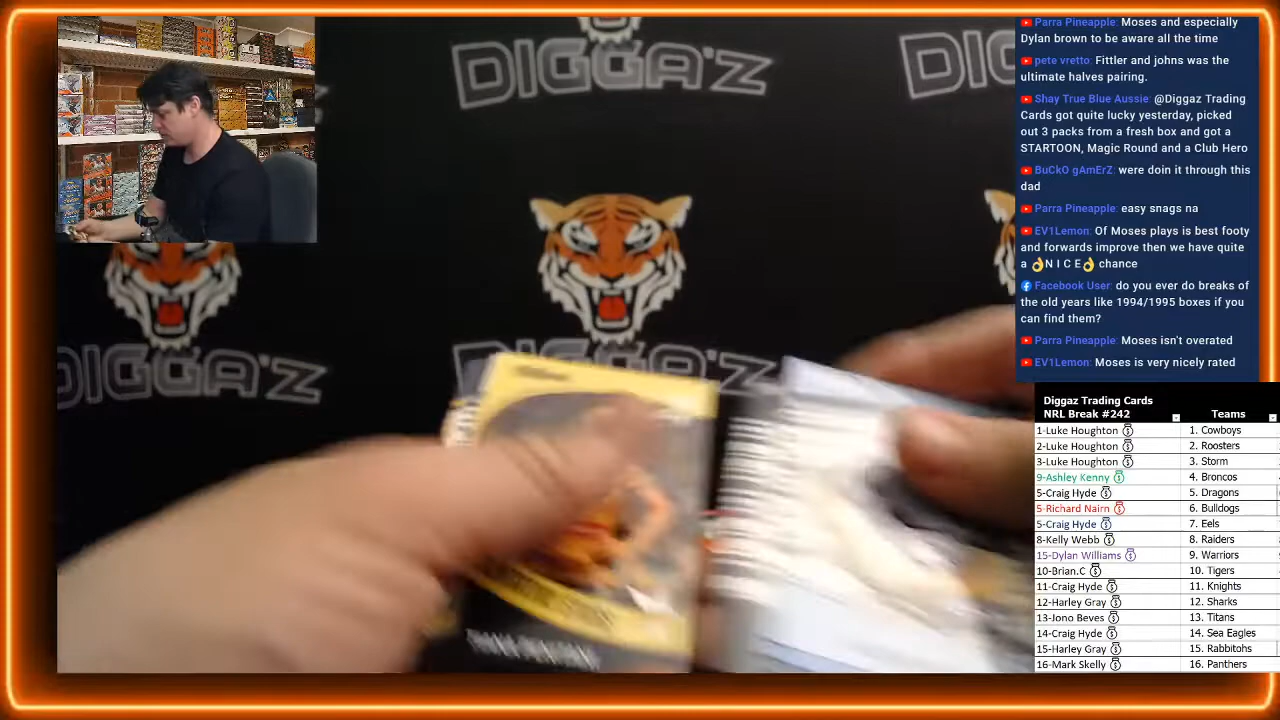 DIGGA'Z
DIGGA'Z
DIGGA'Z
Parra Pineapple: Moses and especially
Dylan brown to be aware all the time
pete vretto: Fittler and johns was the
ultimate halves pairing.
Shay True Blue Aussie: @Diggaz Trading
Cards got quite lucky yesterday, picked
out 3 packs from a fresh box and got a
STARTOON, Magic Round and a Club Hero
BuCkO gAmErZ: were doin it through this
dad
Parra Pineapple: easy snags na
EV1Lemon: Of Moses plays is best footy
and forwards improve then we have quite
a 👌N I C E👌 chance
Facebook User: do you ever do breaks of
the old years like 1994/1995 boxes if you
can find them?
Parra Pineapple: Moses isn't overated
EV1Lemon: Moses is very nicely rated
Diggaz Trading Cards
NRL Break #242 Teams
1-Luke Houghton 1. Cowboys
2-Luke Houghton 2. Roosters
3-Luke Houghton 3. Storm
9-Ashley Kenny 4. Broncos
5-Craig Hyde 5. Dragons
5-Richard Nairn 6. Bulldogs
5-Craig Hyde 7. Eels
8-Kelly Webb 8. Raiders
15-Dylan Williams 9. Warriors
10-Brian.C 10. Tigers
11-Craig Hyde 11. Knights
12-Harley Gray 12. Sharks
13-Jono Beves 13. Titans
14-Craig Hyde 14. Sea Eagles
15-Harley Gray 15. Rabbitohs
16-Mark Skelly 16. Panthers